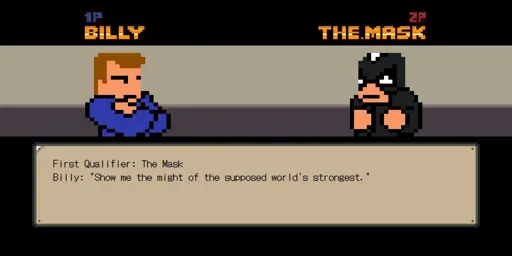 1P
BILLY
2P
THE.MASK
First Qualifier: The Mask
Billy: "Show me the might of the supposed world's strongest."